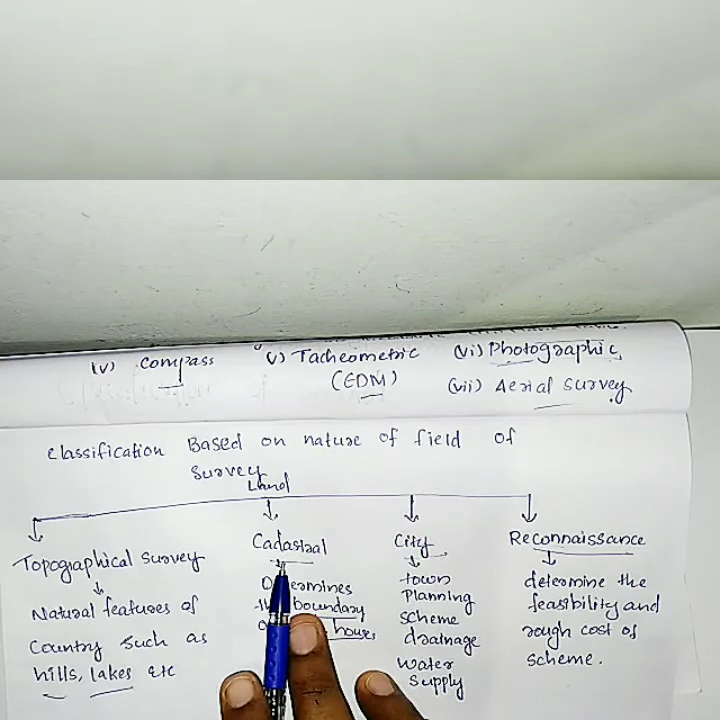 (v) Compass (v) Tacheometric (vi) Photographic
(EDM) (vii) Aerial Survey
Classification Based on nature of field of
Survey
Land
Topographical Survey Cadastral City Reconnaissance
Natural features of
Country such as
hills, lakes etc
boundary
house,
town
Planning
scheme
drainage
Water
Supply
determine the
feasibility and
rough cost of
scheme.